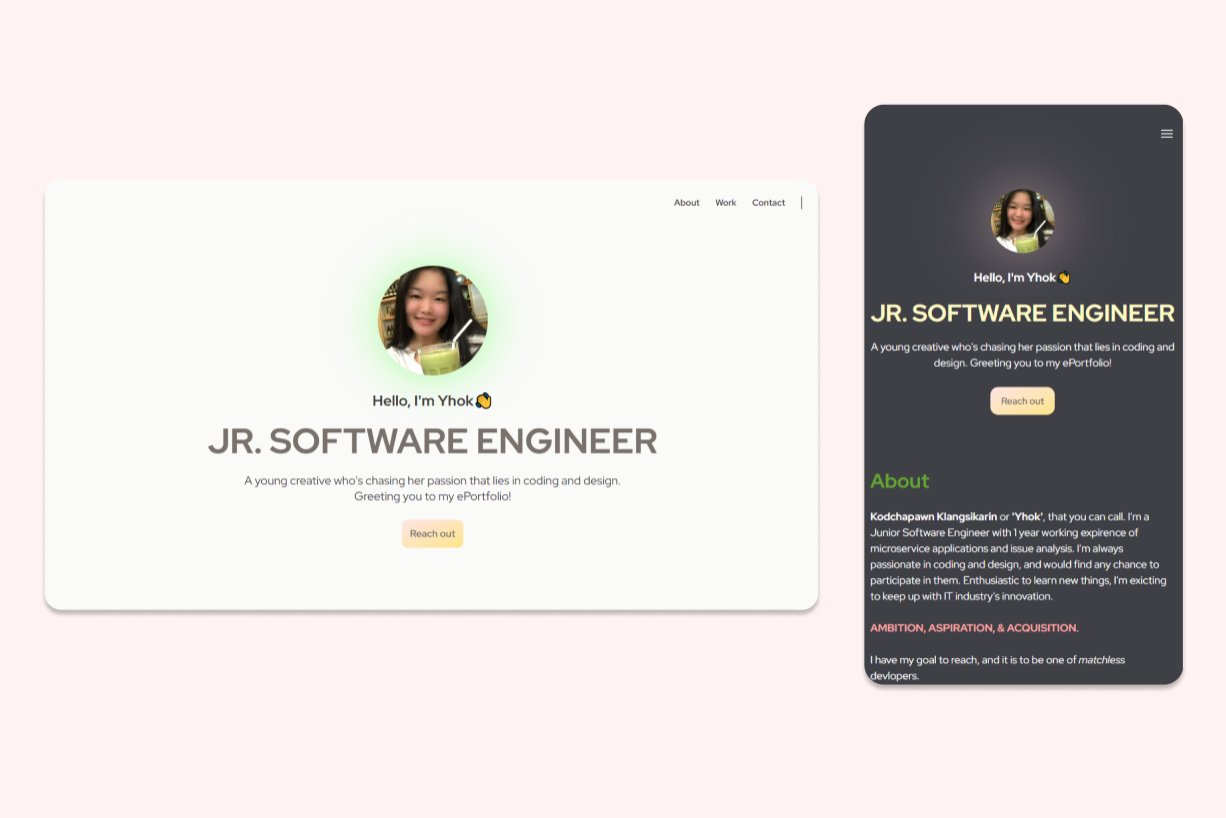 About Work Contact
Hello, I'm Yhok👏
JR. SOFTWARE ENGINEER
A young creative who's chasing her passion that lies in coding and design.
Greeting you to my ePortfolio!
Reach out
Hello, I'm Yhok👏
JR. SOFTWARE ENGINEER
A young creative who's chasing her passion that lies in coding and
design. Greeting you to my ePortfolio!
Reach out
About
Kodchapawn Klangsikarin or 'Yhok', that you can call. I'm a
Junior Software Engineer with 1 year working expirence of
microservice applications and issue analysis. I'm always
passionate in coding and design, and would find any chance to
participate in them. Enthusiastic to learn new things, I'm exicting
to keep up with IT industry's innovation.
AMBITION, ASPIRATION, & ACQUISITION.
I have my goal to reach, and it is to be one of matchless
devlopers.